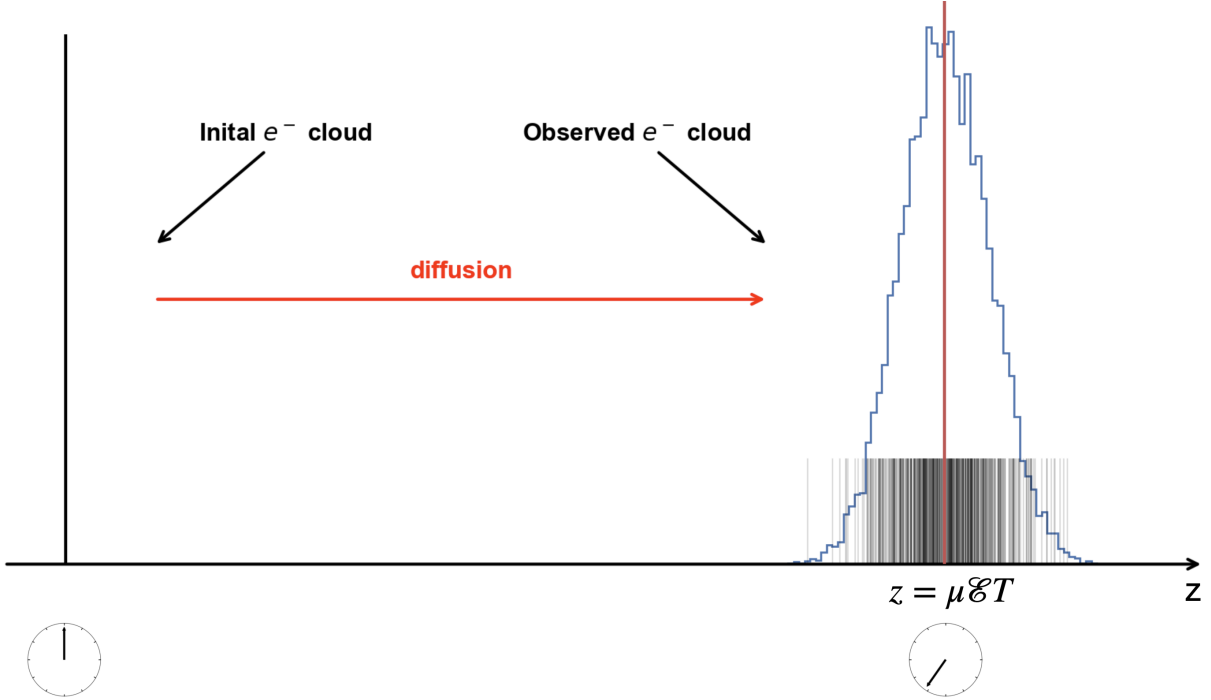 Inital e⁻ cloud
Observed e⁻ cloud
diffusion
z = μℰT
z